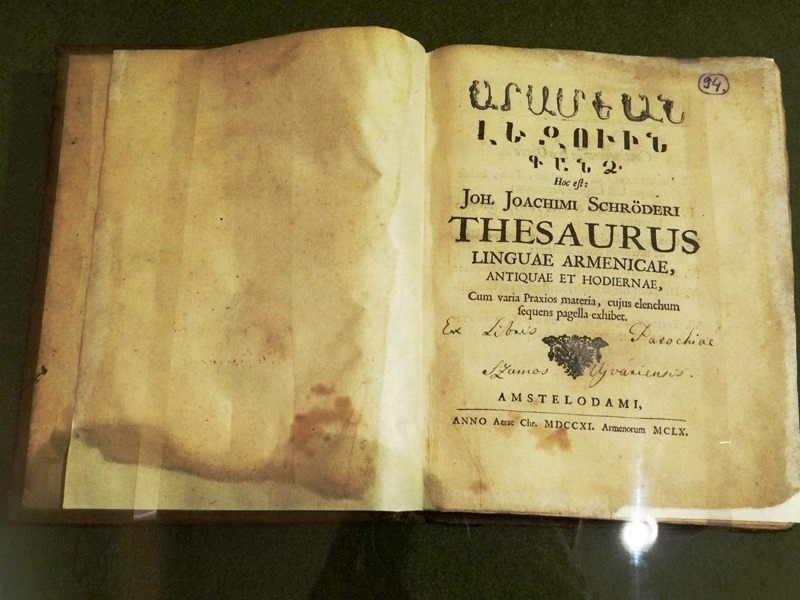 94.
ԱՐԱՄԵԱՆ
ԼԵԶՈՒԻՆ
ԳԱՆՁ·
Hoc eſt:
JOH. JOACHIMI SCHRÖDERI
THESAURUS
LINGUAE ARMENICAE,
ANTIQUAE ET HODIERNAE,
Cum varia Praxios materia, cujus elenchum
ſequens pagella exhibet.
Ex Libris Parochiae
Szamos Ujvariensis.
AMSTELODAMI,
ANNO Aerae Chr. MDCCXI. Armenorum MCLX.